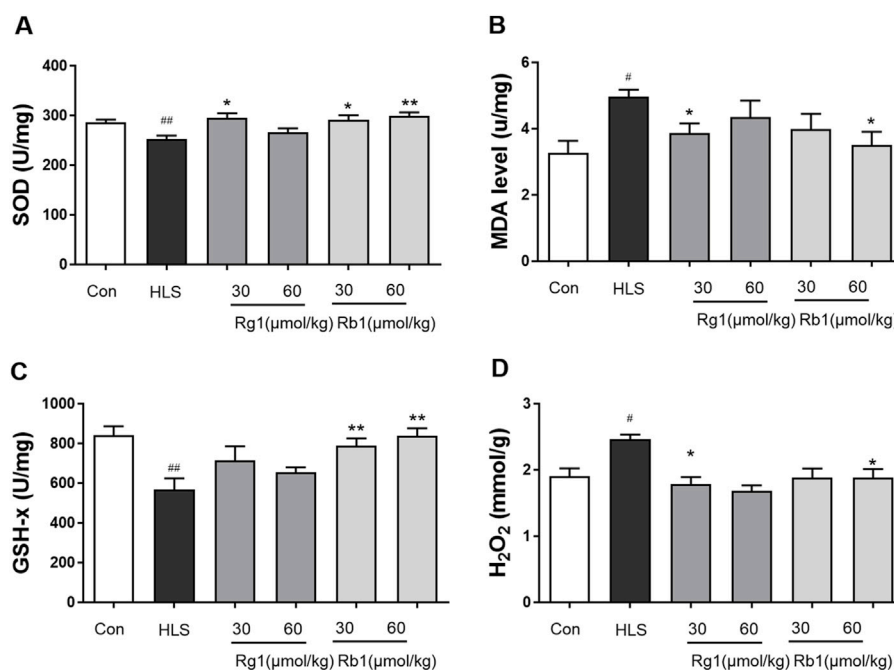 A
SOD (U/mg)
400
300
200
100
0
##
*
*
**
Con
HLS
30
60
30
60
Rg1(μmol/kg) Rb1(μmol/kg)
B
MDA level (u/mg)
6
4
2
0
#
*
*
Con
HLS
30
60
30
60
Rg1(μmol/kg) Rb1(μmol/kg)
C
GSH-x (U/mg)
1000
800
600
400
200
0
##
**
**
Con
HLS
30
60
30
60
Rg1(μmol/kg) Rb1(μmol/kg)
D
H₂O₂ (mmol/g)
3
2
1
0
#
*
*
Con
HLS
30
60
30
60
Rg1(μmol/kg) Rb1(μmol/kg)